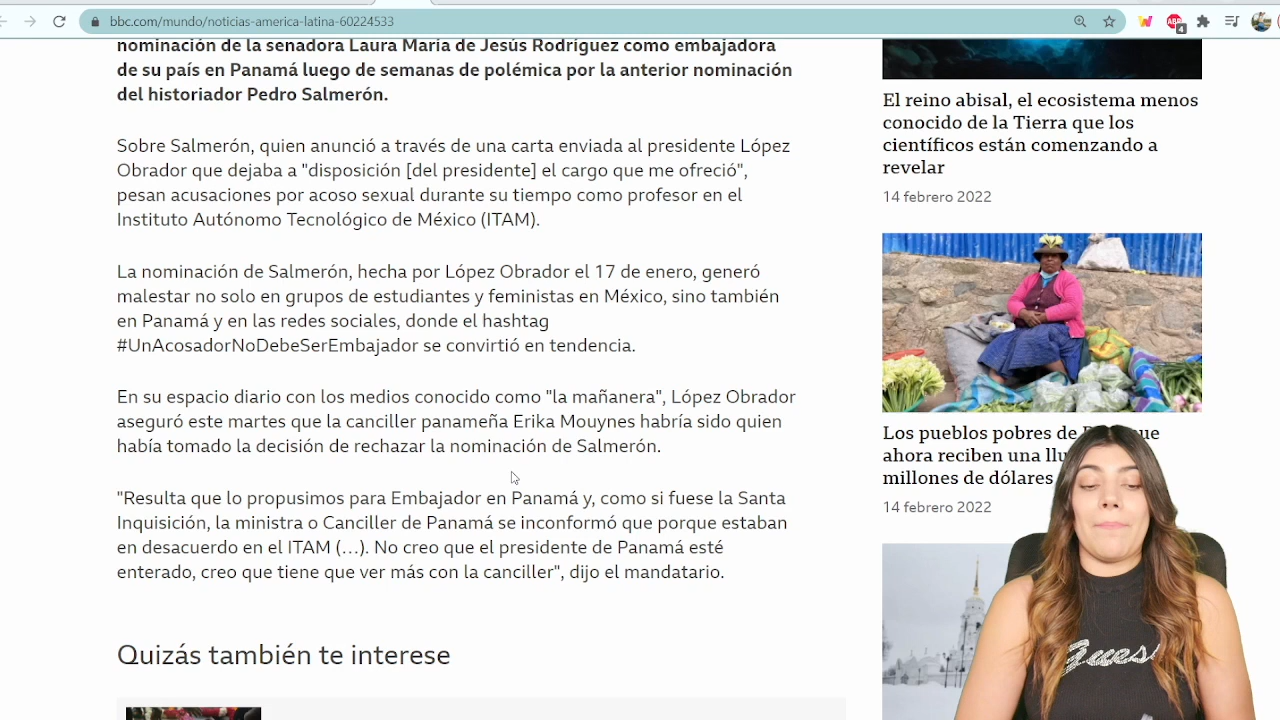 bbc.com/mundo/noticias-america-latina-60224533
ABP
4
nominación de la senadora Laura María de Jesús Rodríguez como embajadora
de su país en Panamá luego de semanas de polémica por la anterior nominación
del historiador Pedro Salmerón.
Sobre Salmerón, quien anunció a través de una carta enviada al presidente López
Obrador que dejaba a "disposición [del presidente] el cargo que me ofreció",
pesan acusaciones por acoso sexual durante su tiempo como profesor en el
Instituto Autónomo Tecnológico de México (ITAM).
La nominación de Salmerón, hecha por López Obrador el 17 de enero, generó
malestar no solo en grupos de estudiantes y feministas en México, sino también
en Panamá y en las redes sociales, donde el hashtag
#UnAcosadorNoDebeSerEmbajador se convirtió en tendencia.
En su espacio diario con los medios conocido como "la mañanera", López Obrador
aseguró este martes que la canciller panameña Erika Mouynes habría sido quien
había tomado la decisión de rechazar la nominación de Salmerón.
"Resulta que lo propusimos para Embajador en Panamá y, como si fuese la Santa
Inquisición, la ministra o Canciller de Panamá se inconformó que porque estaban
en desacuerdo en el ITAM (...). No creo que el presidente de Panamá esté
enterado, creo que tiene que ver más con la canciller", dijo el mandatario.
Quizás también te interese
El reino abisal, el ecosistema menos
conocido de la Tierra que los
científicos están comenzando a
revelar
14 febrero 2022
Los pueblos pobres de
ahora reciben una
millones de dólares
14 febrero 2022
Guess